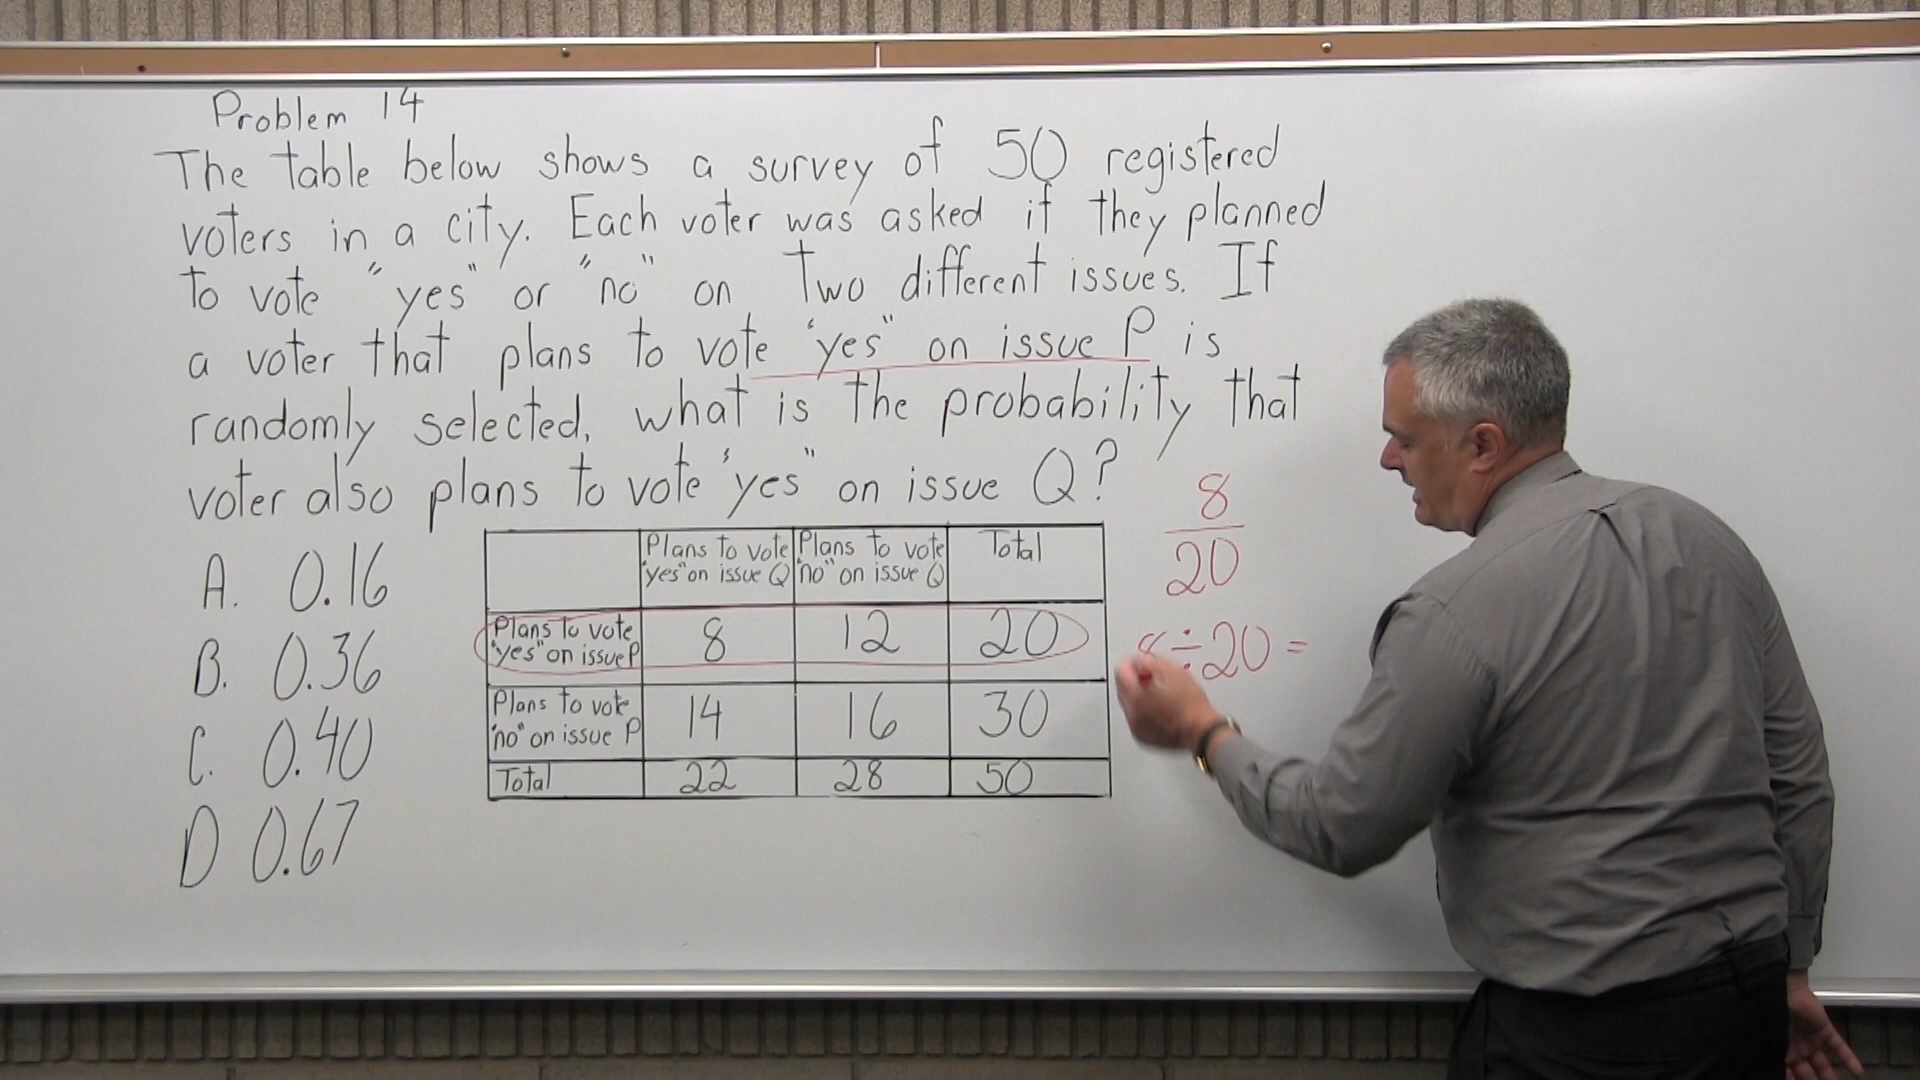 Problem 14
The table below shows a survey of 50 registered
voters in a city. Each voter was asked if they planned
to vote "yes" or "no" on two different issues. If
a voter that plans to vote "yes" on issue P is
randomly selected, what is the probability that
voter also plans to vote "yes" on issue Q?
A. 0.16
B. 0.36
C. 0.40
D 0.67
Plans to vote "yes" on issue Q
Plans to vote "no" on issue Q
Total
Plans to vote "yes" on issue P
8
12
20
Plans to vote "no" on issue P
14
16
30
Total
22
28
50
8
20
8÷20=